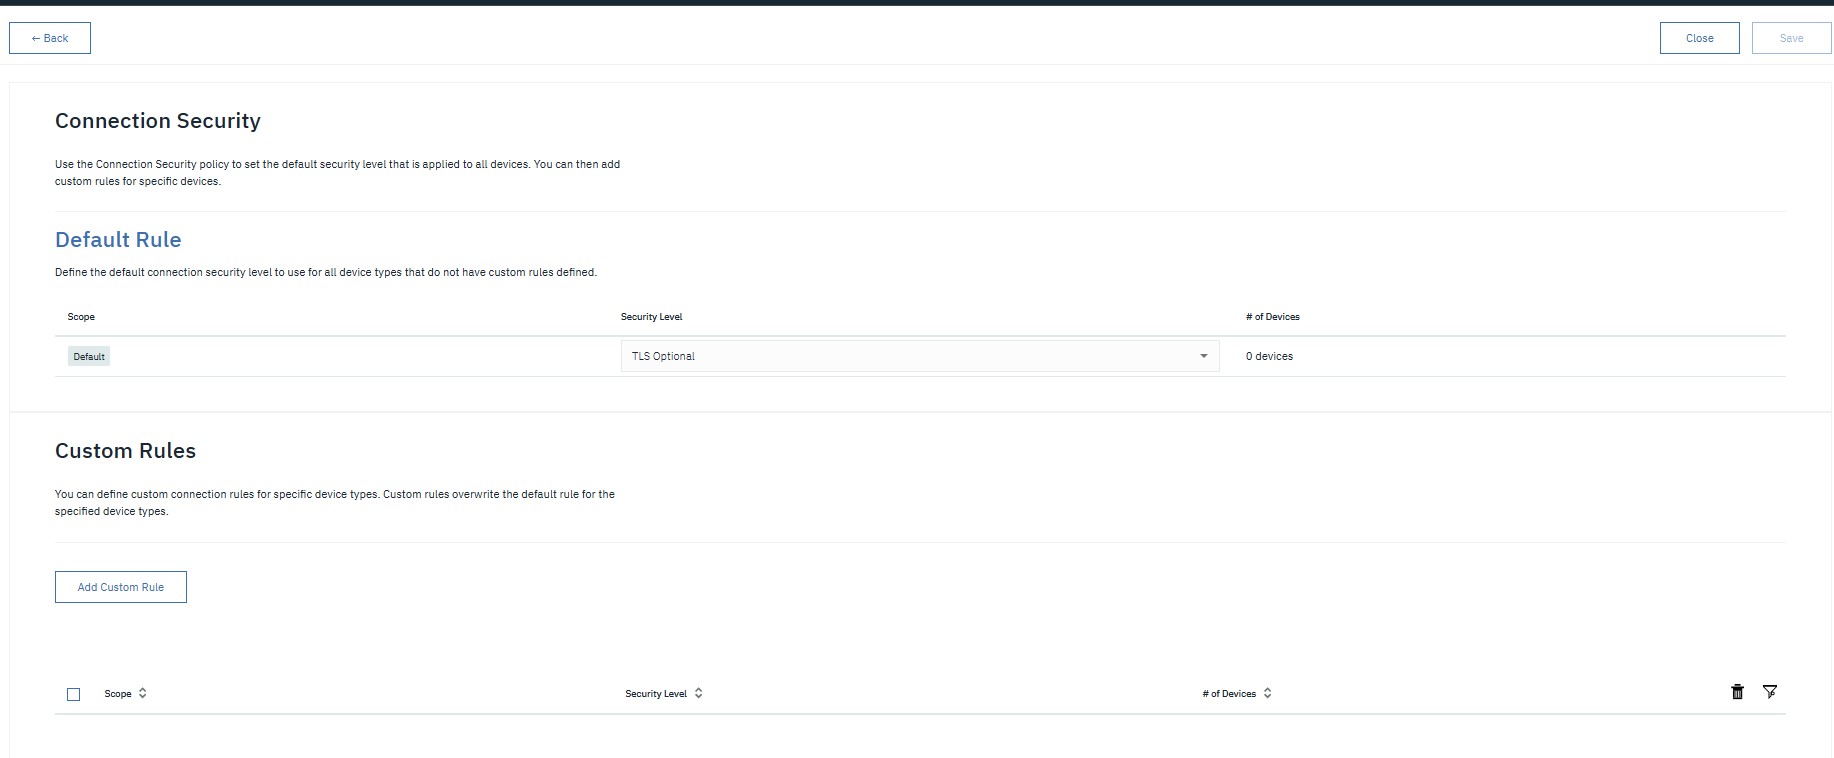 ← Back
Close
Save
Connection Security
Use the Connection Security policy to set the default security level that is applied to all devices. You can then add
custom rules for specific devices.
Default Rule
Define the default connection security level to use for all device types that do not have custom rules defined.
Scope
Security Level
# of Devices
Default
TLS Optional
0 devices
Custom Rules
You can define custom connection rules for specific device types. Custom rules overwrite the default rule for the
specified device types.
Add Custom Rule
Scope
Security Level
# of Devices